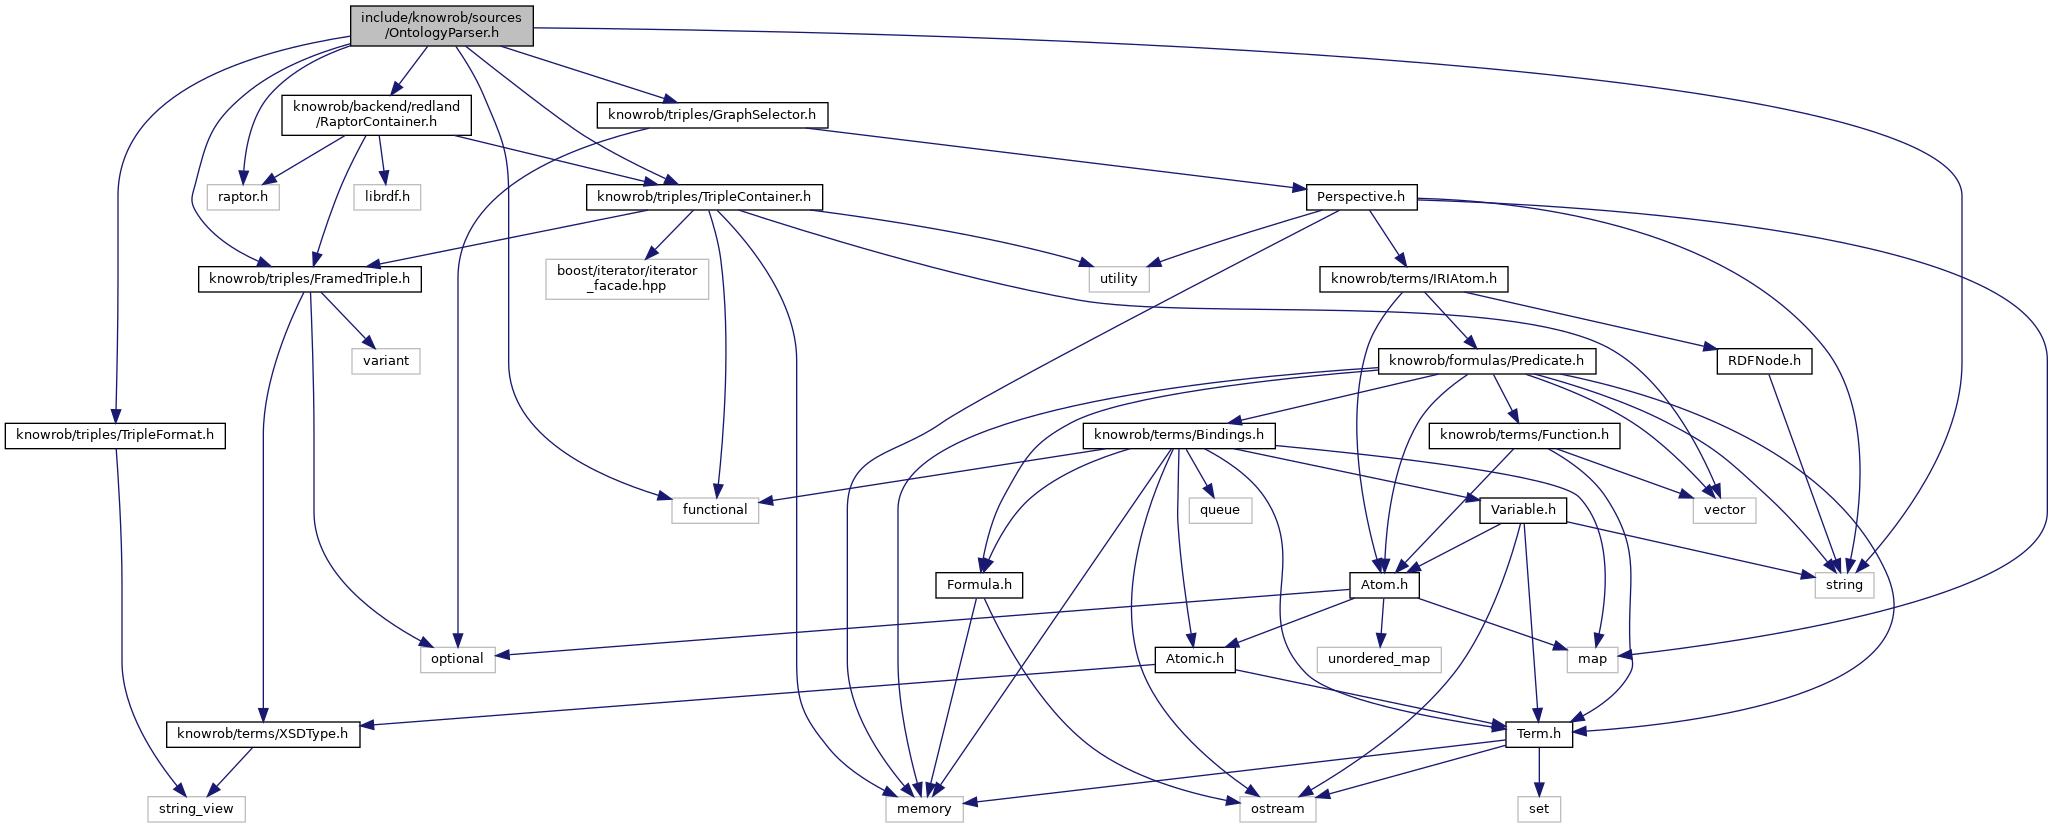 include/knowrob/sources
/OntologyParser.h
knowrob/backend/redland
/RaptorContainer.h
knowrob/triples/GraphSelector.h
raptor.h
librdf.h
knowrob/triples/TripleContainer.h
Perspective.h
knowrob/triples/FramedTriple.h
boost/iterator/iterator
_facade.hpp
utility
knowrob/terms/IRIAtom.h
variant
knowrob/formulas/Predicate.h
RDFNode.h
knowrob/triples/TripleFormat.h
knowrob/terms/Bindings.h
knowrob/terms/Function.h
functional
queue
Variable.h
vector
Formula.h
Atom.h
string
optional
Atomic.h
unordered_map
map
knowrob/terms/XSDType.h
Term.h
string_view
memory
ostream
set